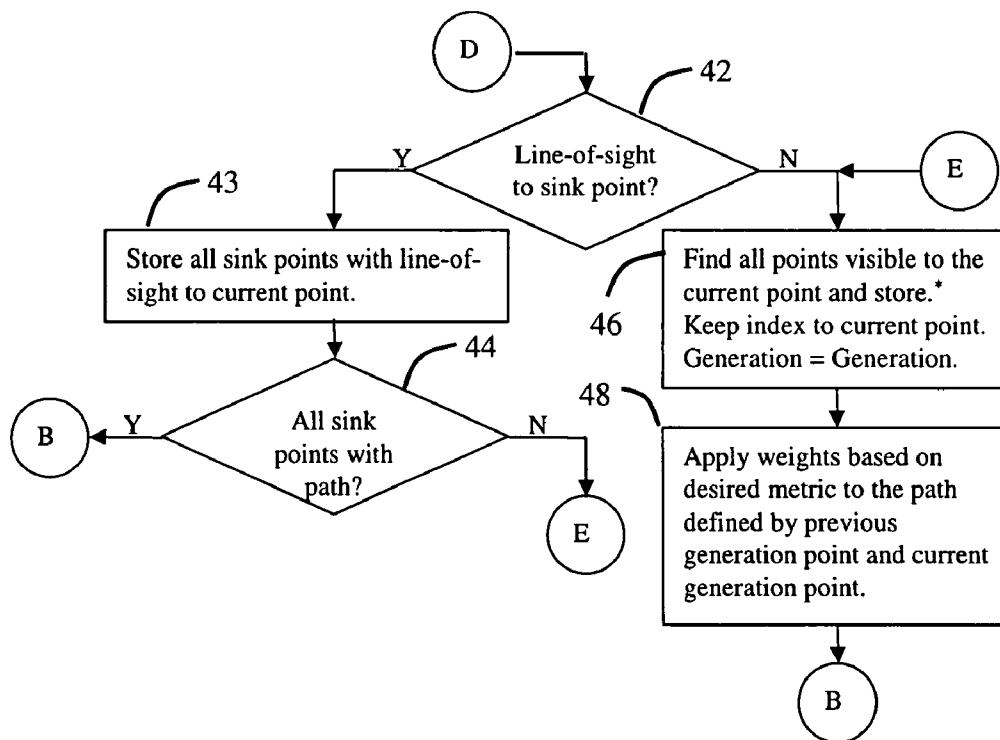 D
42
Line-of-sight
to sink point?
Y
N
E
43
Store all sink points with line-of-
sight to current point.
46
Find all points visible to the
current point and store.*
Keep index to current point.
Generation = Generation.
44
All sink
points with
path?
Y
N
B
E
48
Apply weights based on
desired metric to the path
defined by previous
generation point and current
generation point.
B